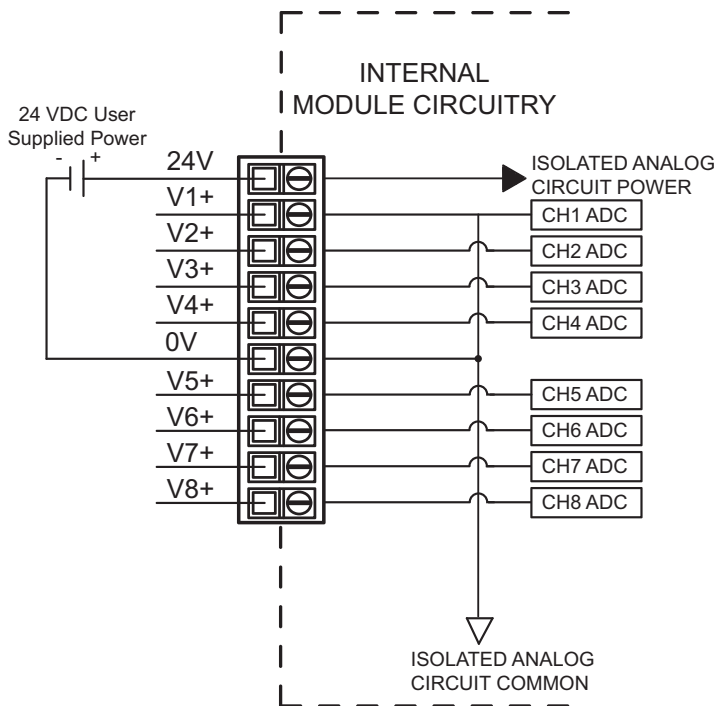 INTERNAL
MODULE CIRCUITRY
24 VDC User
Supplied Power
- +
24V
V1+
V2+
V3+
V4+
0V
V5+
V6+
V7+
V8+
ISOLATED ANALOG
CIRCUIT POWER
CH1 ADC
CH2 ADC
CH3 ADC
CH4 ADC
CH5 ADC
CH6 ADC
CH7 ADC
CH8 ADC
ISOLATED ANALOG
CIRCUIT COMMON